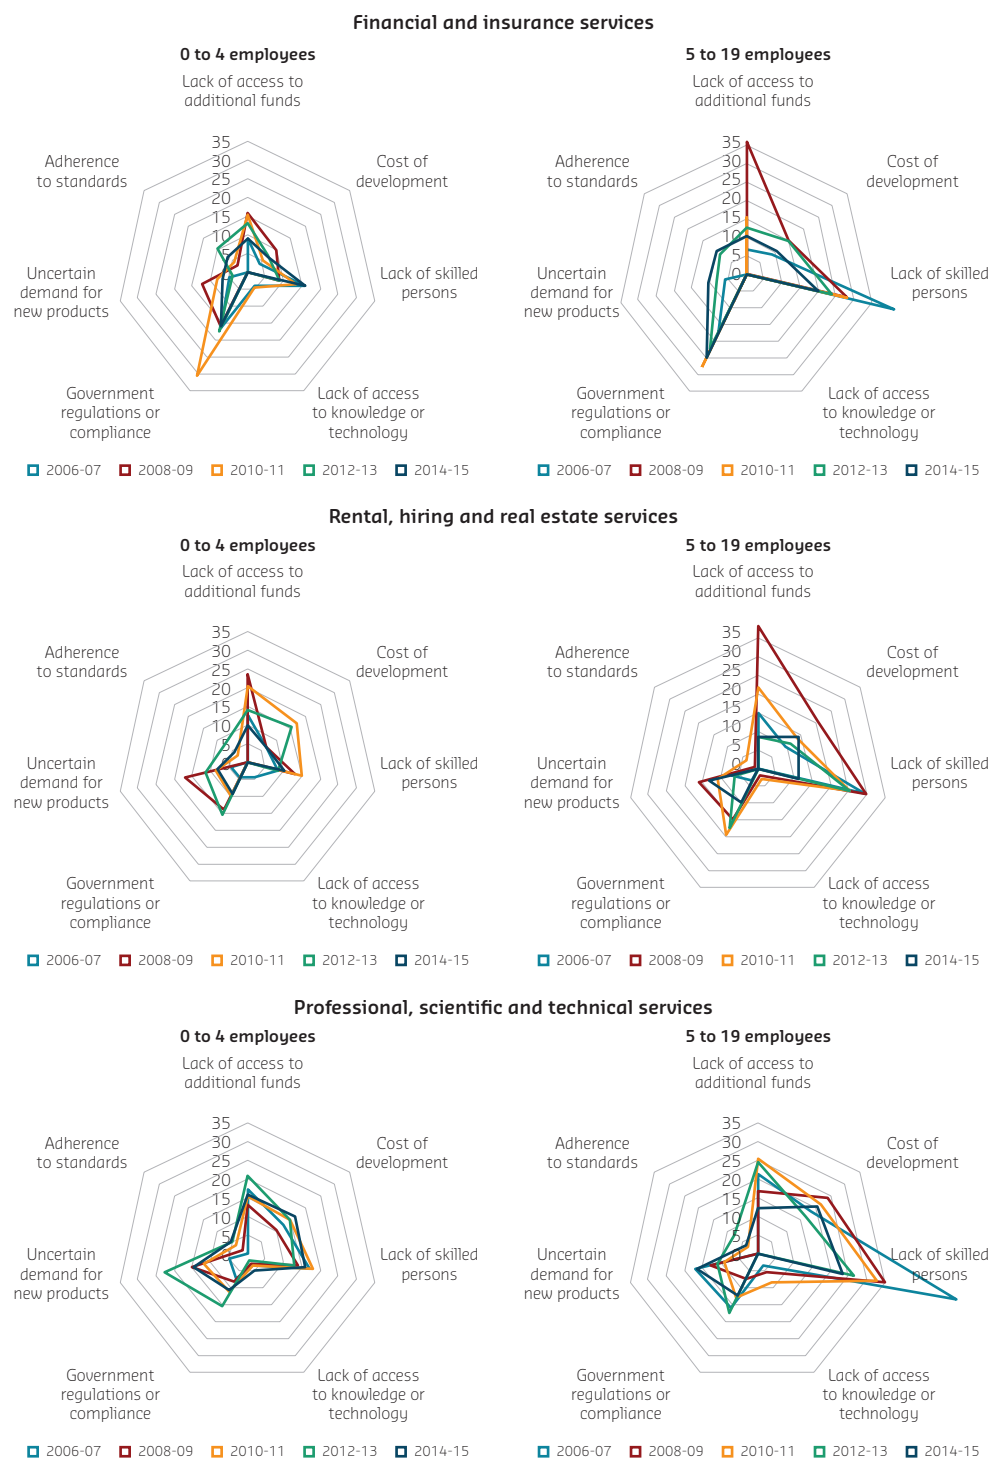 Financial and insurance services
0 to 4 employees
Lack of access to
additional funds
Adherence
to standards
Cost of
development
35
30
25
20
15
10
5
0
Uncertain
demand for
new products
Lack of skilled
persons
Government
regulations or
compliance
Lack of access
to knowledge or
technology
2006-07 2008-09 2010-11 2012-13 2014-15
5 to 19 employees
Lack of access to
additional funds
Adherence
to standards
Cost of
development
35
30
25
20
15
10
5
0
Uncertain
demand for
new products
Lack of skilled
persons
Government
regulations or
compliance
Lack of access
to knowledge or
technology
2006-07 2008-09 2010-11 2012-13 2014-15
Rental, hiring and real estate services
0 to 4 employees
Lack of access to
additional funds
Adherence
to standards
Cost of
development
35
30
25
20
15
10
5
0
Uncertain
demand for
new products
Lack of skilled
persons
Government
regulations or
compliance
Lack of access
to knowledge or
technology
2006-07 2008-09 2010-11 2012-13 2014-15
5 to 19 employees
Lack of access to
additional funds
Adherence
to standards
Cost of
development
35
30
25
20
15
10
5
0
Uncertain
demand for
new products
Lack of skilled
persons
Government
regulations or
compliance
Lack of access
to knowledge or
technology
2006-07 2008-09 2010-11 2012-13 2014-15
Professional, scientific and technical services
0 to 4 employees
Lack of access to
additional funds
Adherence
to standards
Cost of
development
35
30
25
20
15
10
5
0
Uncertain
demand for
new products
Lack of skilled
persons
Government
regulations or
compliance
Lack of access
to knowledge or
technology
2006-07 2008-09 2010-11 2012-13 2014-15
5 to 19 employees
Lack of access to
additional funds
Adherence
to standards
Cost of
development
35
30
25
20
15
10
5
0
Uncertain
demand for
new products
Lack of skilled
persons
Government
regulations or
compliance
Lack of access
to knowledge or
technology
2006-07 2008-09 2010-11 2012-13 2014-15